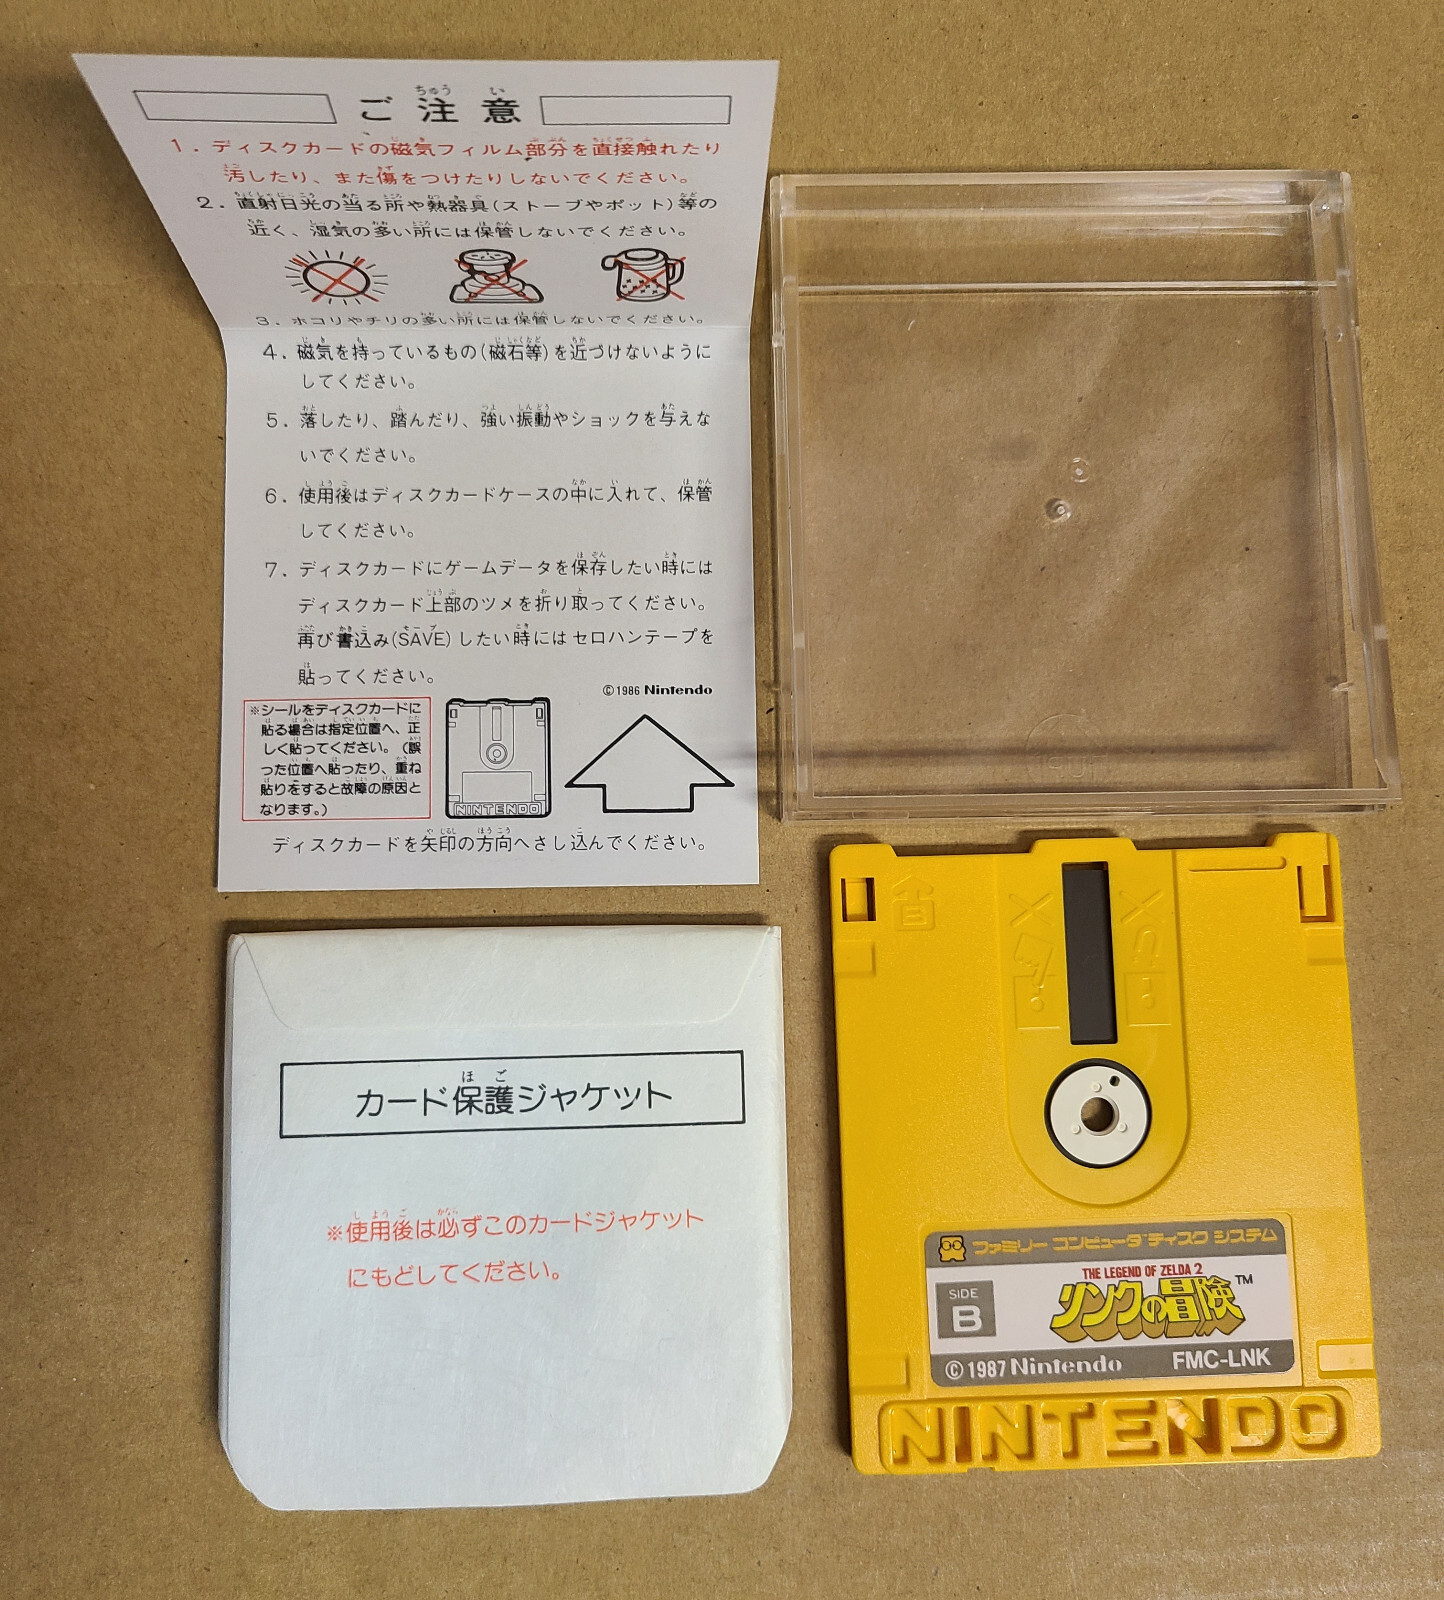 ご注意
1. ディスクカードの磁気フィルム部分を直接触れたり
汚したり、また傷をつけたりしないでください。
2. 直射日光の当る所や熱器具(ストーブやポット)等の
近く、湿気の多い所には保管しないでください。
3. ホコリやチリの多い所には保管しないでください。
4. 磁気を持っているもの(磁石等)を近づけないように
してください。
5. 落したり、踏んだり、強い振動やショックを与えな
いでください。
6. 使用後はディスクカードケースの中に入れて、保管
してください。
7. ディスクカードにゲームデータを保存したい時には
ディスクカード上部のツメを折り取ってください。
再び書込み(SAVE)したい時にはセロハンテープを
貼ってください。
©1986 Nintendo
※シールをディスクカードに
貼る場合は指定位置へ、正
しく貼ってください。(誤
った位置へ貼ったり、重ね
貼りをすると故障の原因と
なります。)
NINTENDO
ディスクカードを矢印の方向へさし込んでください。
カード保護ジャケット
※使用後は必ずこのカードジャケット
にもどしてください。
ファミリー コンピュータ ディスク システム
SIDE
B
THE LEGEND OF ZELDA 2
リンクの冒険™
©1987 Nintendo FMC-LNK
NINTENDO